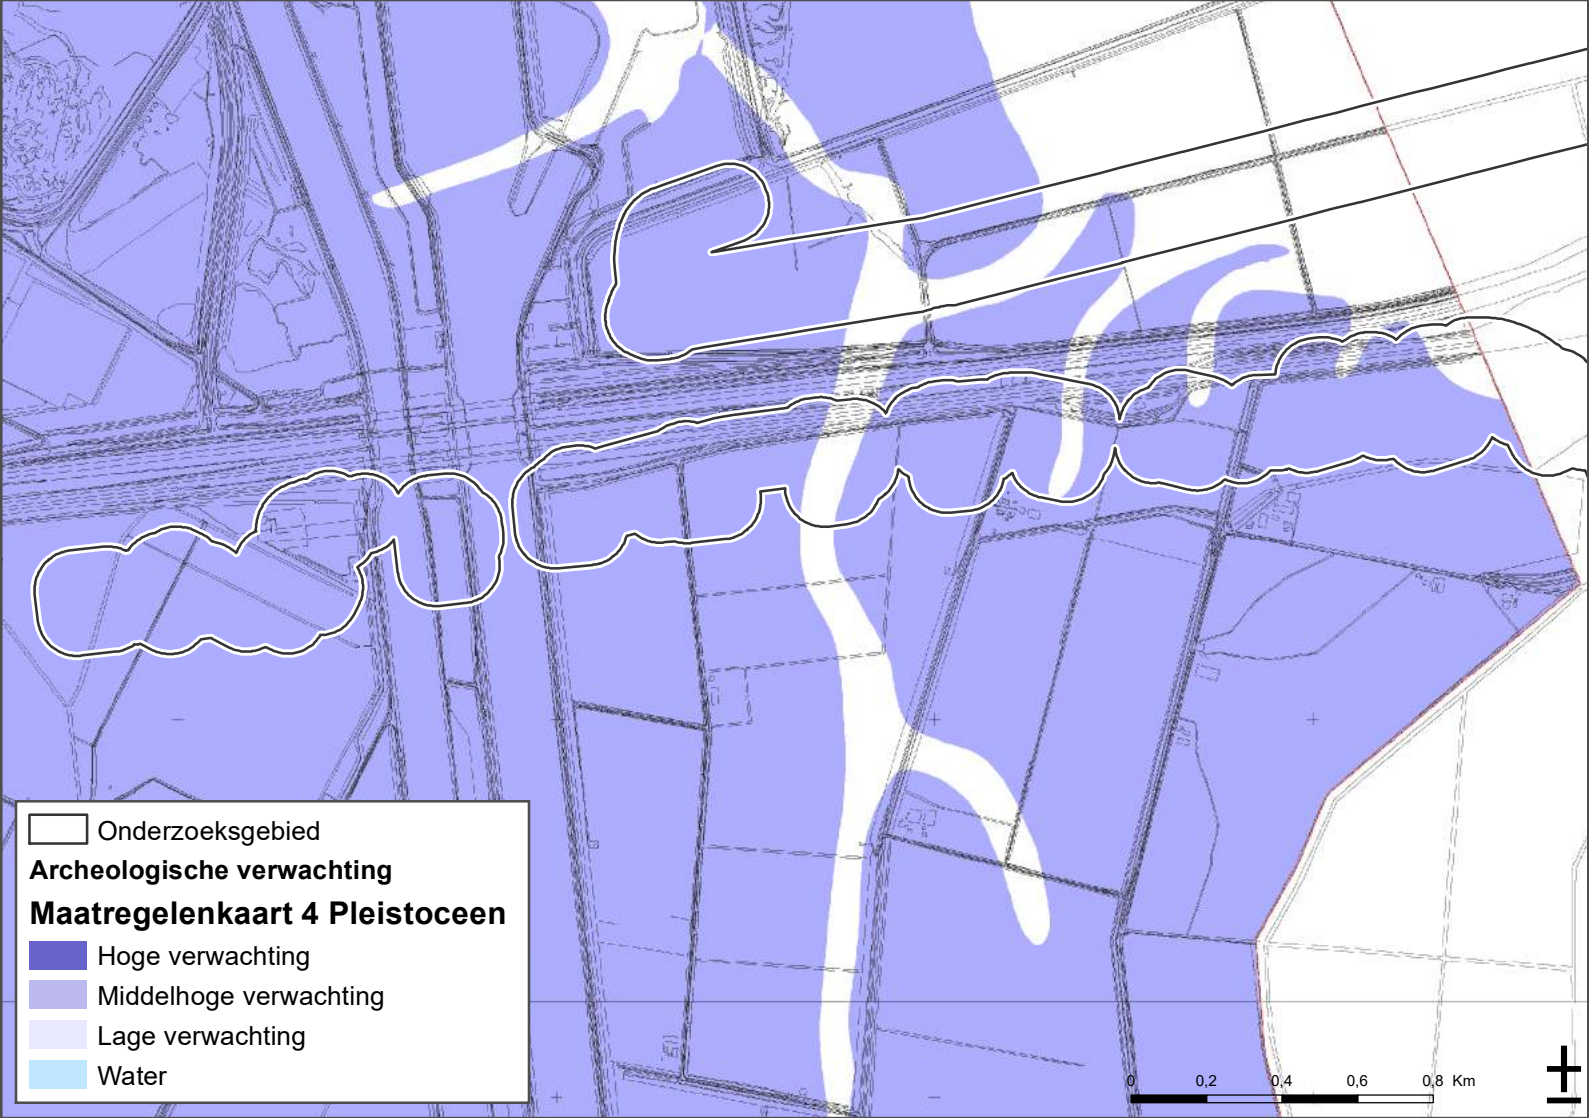 Onderzoeksgebied
Archeologische verwachting
Maatregelenkaart 4 Pleistoceen
Hoge verwachting
Middelhoge verwachting
Lage verwachting
Water
0 0,2 0,4 0,6 0,8 Km